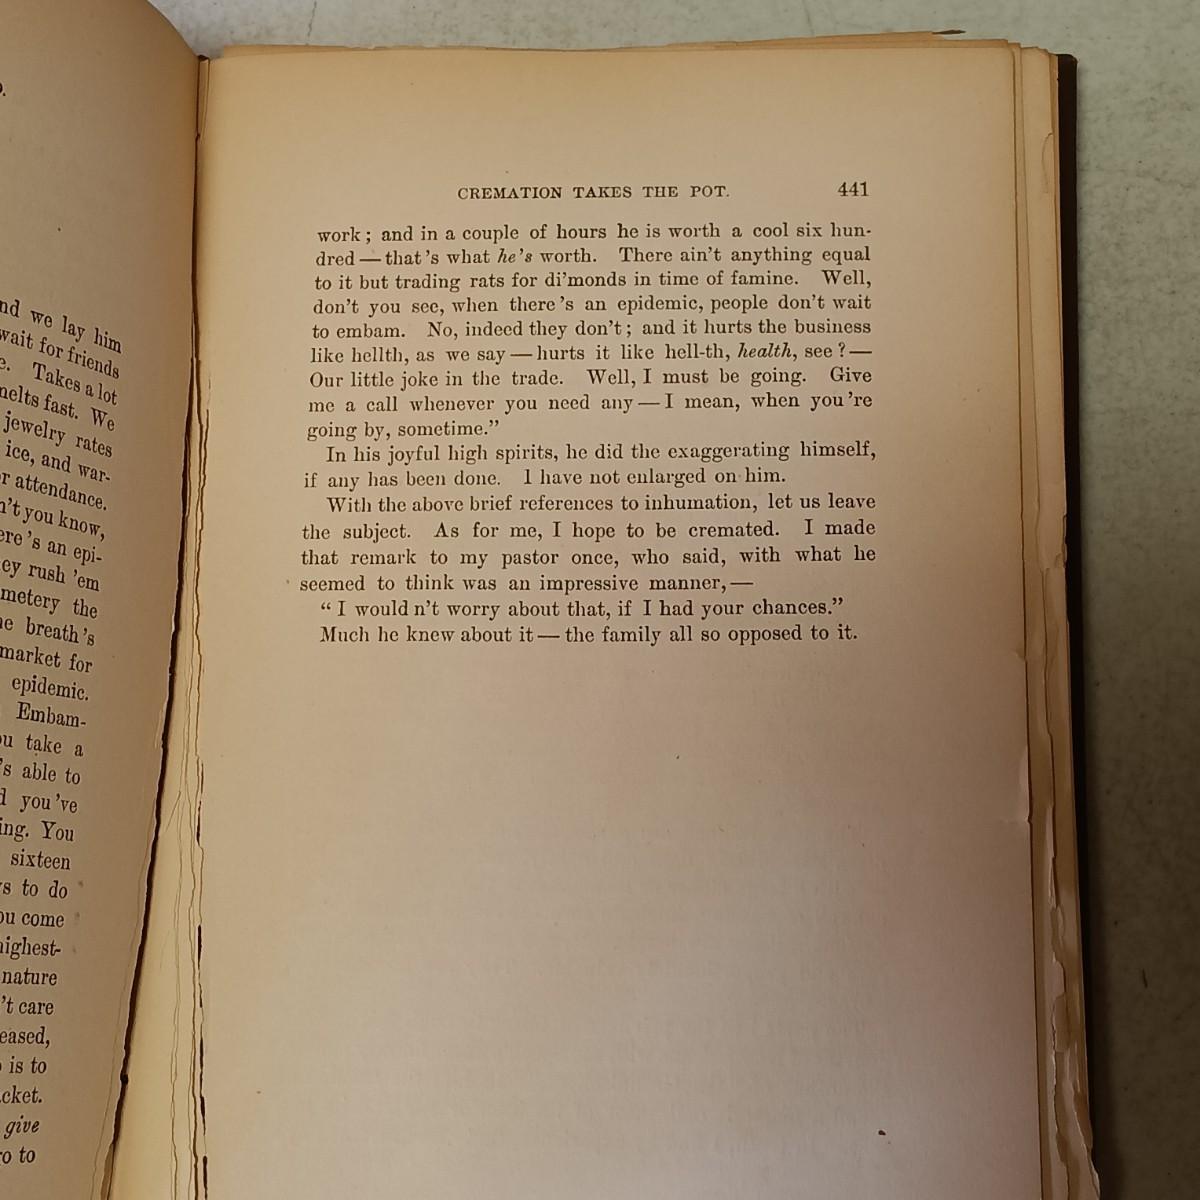 .
nd we lay him
wait for friends
e. Takes a lot
melts fast. We
jewelry rates
ice, and war-
r attendance.
n't you know,
ere's an epi-
ey rush 'em
metery the
e breath's
market for
epidemic.
Embam-
u take a
's able to
d you've
ing. You
sixteen
s to do
ou come
highest-
nature
't care
eased,
is to
cket.
give
o to
CREMATION TAKES THE POT. 441
work; and in a couple of hours he is worth a cool six hun-
dred — that's what he's worth. There ain't anything equal
to it but trading rats for di'monds in time of famine. Well,
don't you see, when there's an epidemic, people don't wait
to embam. No, indeed they don't; and it hurts the business
like hellth, as we say — hurts it like hell-th, health, see? —
Our little joke in the trade. Well, I must be going. Give
me a call whenever you need any — I mean, when you're
going by, sometime."
In his joyful high spirits, he did the exaggerating himself,
if any has been done. I have not enlarged on him.
With the above brief references to inhumation, let us leave
the subject. As for me, I hope to be cremated. I made
that remark to my pastor once, who said, with what he
seemed to think was an impressive manner, —
"I would n't worry about that, if I had your chances."
Much he knew about it — the family all so opposed to it.